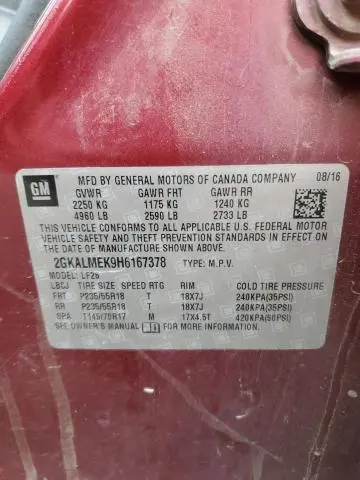 GM
MFD BY GENERAL MOTORS OF CANADA COMPANY 08/16
GVWR GAWR FRT GAWR RR
2250 KG 1175 KG 1240 KG
4960 LB 2590 LB 2733 LB
THIS VEHICLE CONFORMS TO ALL APPLICABLE U.S. FEDERAL MOTOR
VEHICLE SAFETY AND THEFT PREVENTION STANDARDS IN EFFECT
ON THE DATE OF MANUFACTURE SHOWN ABOVE.
2GKALMEK9H6167378 TYPE: M.P.V.
MODEL: LF26
LBCJ TIRE SIZE SPEED RTG RIM COLD TIRE PRESSURE
FRT P235/55R18 T 18X7J 240KPA(35PSI)
RR P235/55R18 T 18X7J 240KPA(35PSI)
SPA T145/70R17 M 17X4.5T 420KPA(60PSI)
SEE OWNER'S MANUAL FOR MORE INFORMATION.